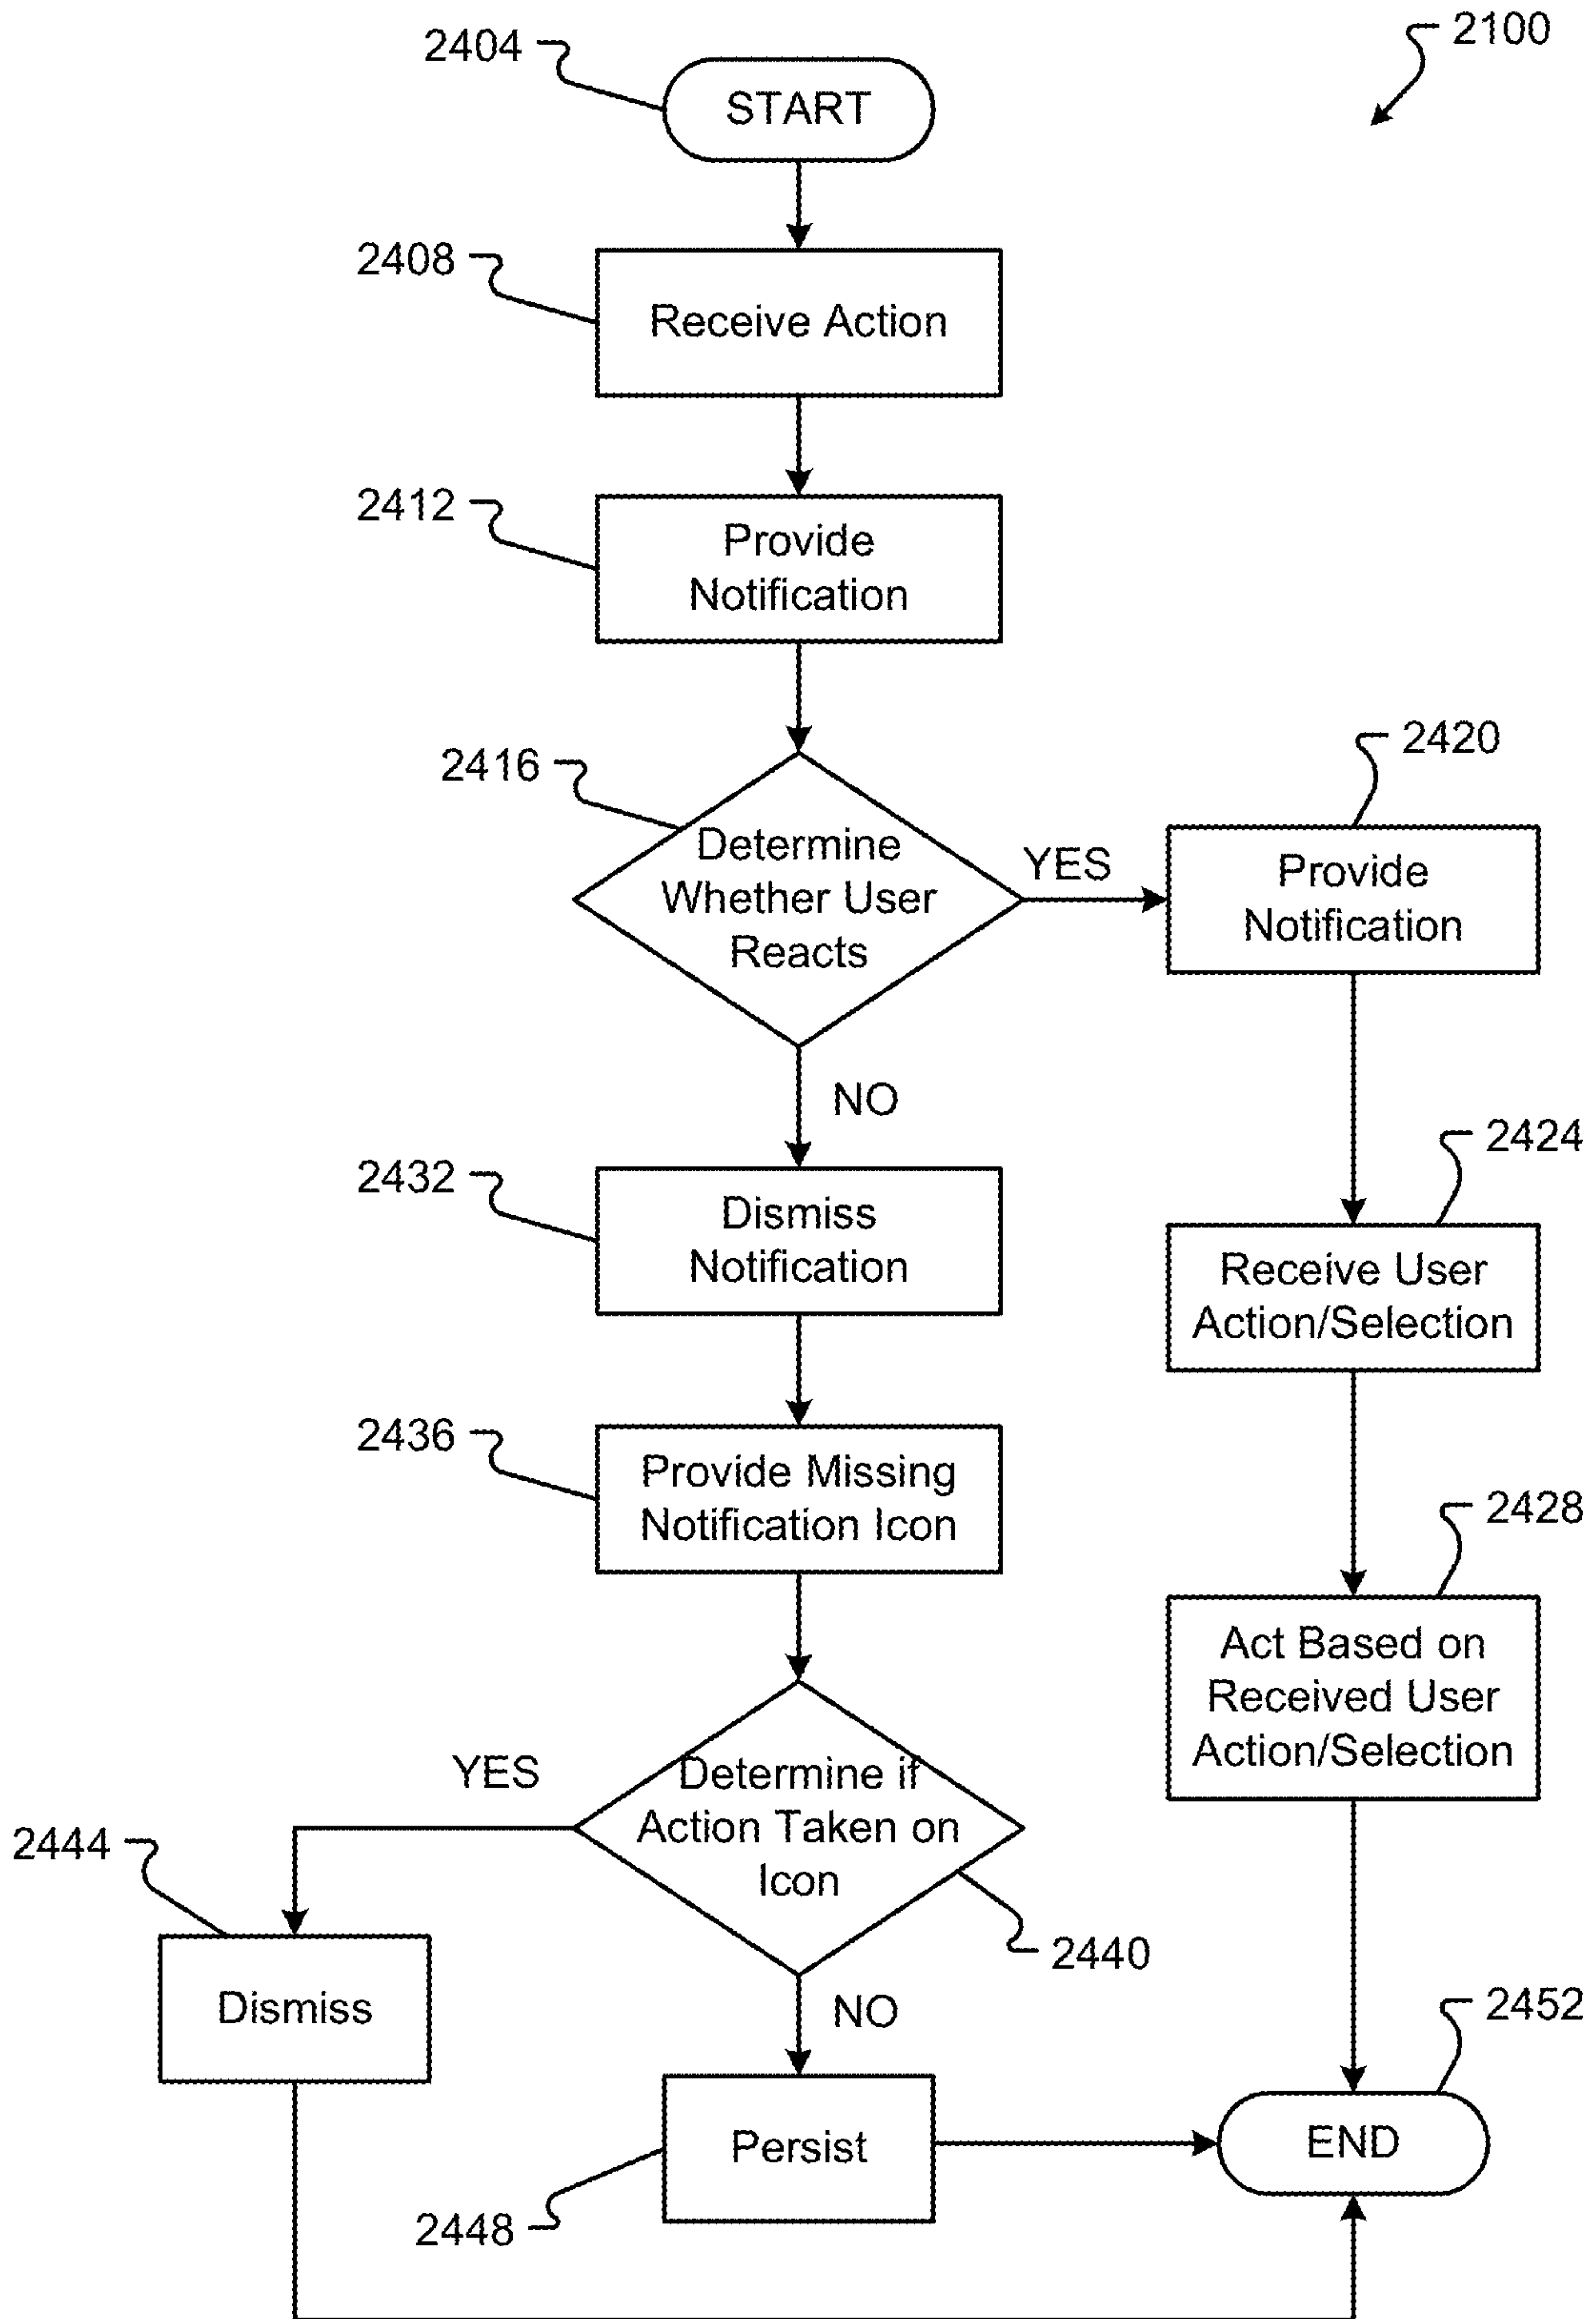 2100
2404
START
2408
Receive Action
2412
Provide
Notification
2416
Determine
Whether User
Reacts
YES
2420
Provide
Notification
NO
2424
Receive User
Action/Selection
2432
Dismiss
Notification
2436
Provide Missing
Notification Icon
2428
Act Based on
Received User
Action/Selection
YES
Determine if
Action Taken on
Icon
2440
2444
Dismiss
NO
2448
Persist
2452
END